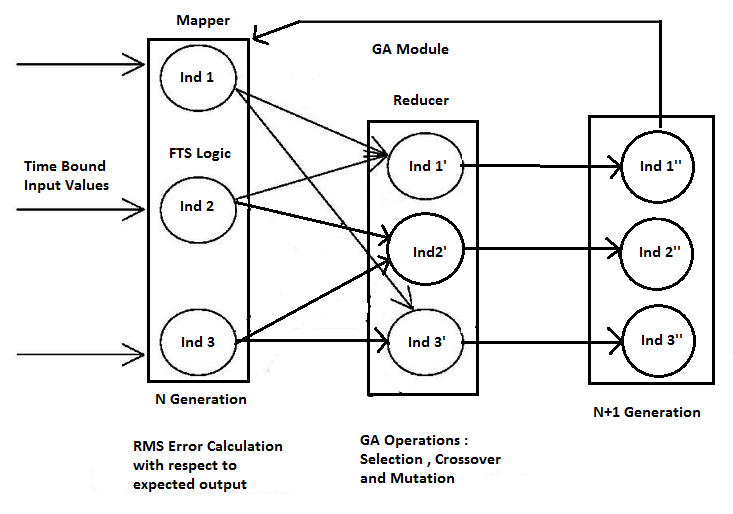 Mapper
GA Module
Ind 1
Reducer
FTS Logic
Time Bound
Input Values
Ind 1'
Ind 1''
Ind 2
Ind2'
Ind 2''
Ind 3
Ind 3'
Ind 3''
N Generation
N+1 Generation
RMS Error Calculation
with respect to
expected output
GA Operations :
Selection , Crossover
and Mutation